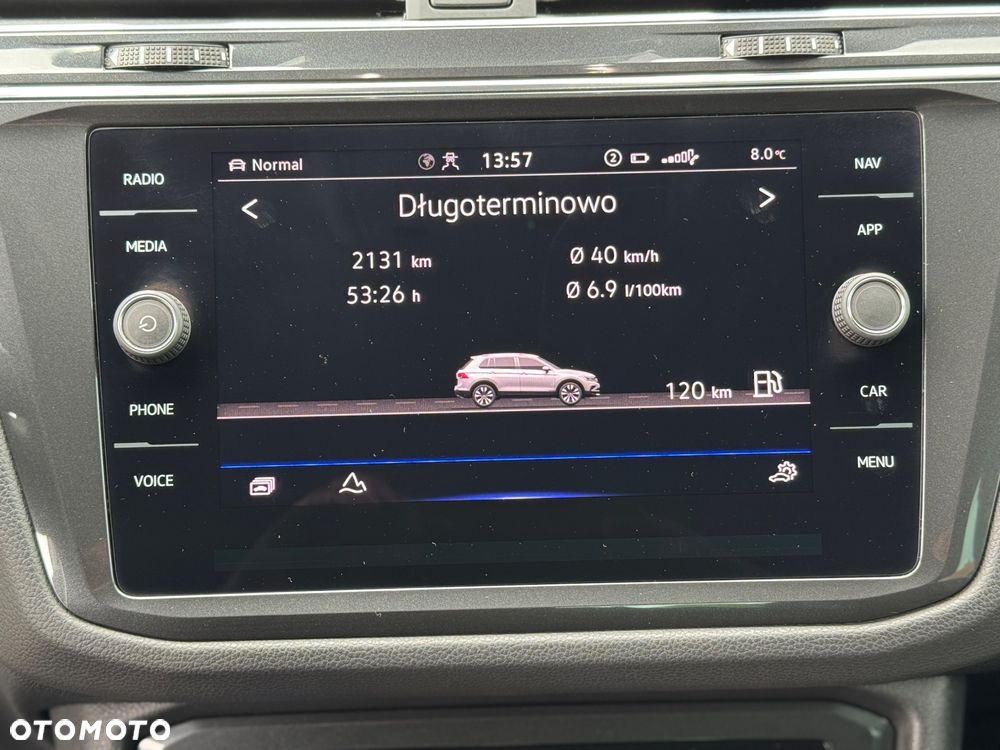 RADIO
MEDIA
PHONE
VOICE
Normal
13:57
2
8.0°C
Długoterminowo
2131 km
Ø 40 km/h
53:26 h
Ø 6.9 l/100km
120 km
NAV
APP
CAR
MENU
OTOMOTO